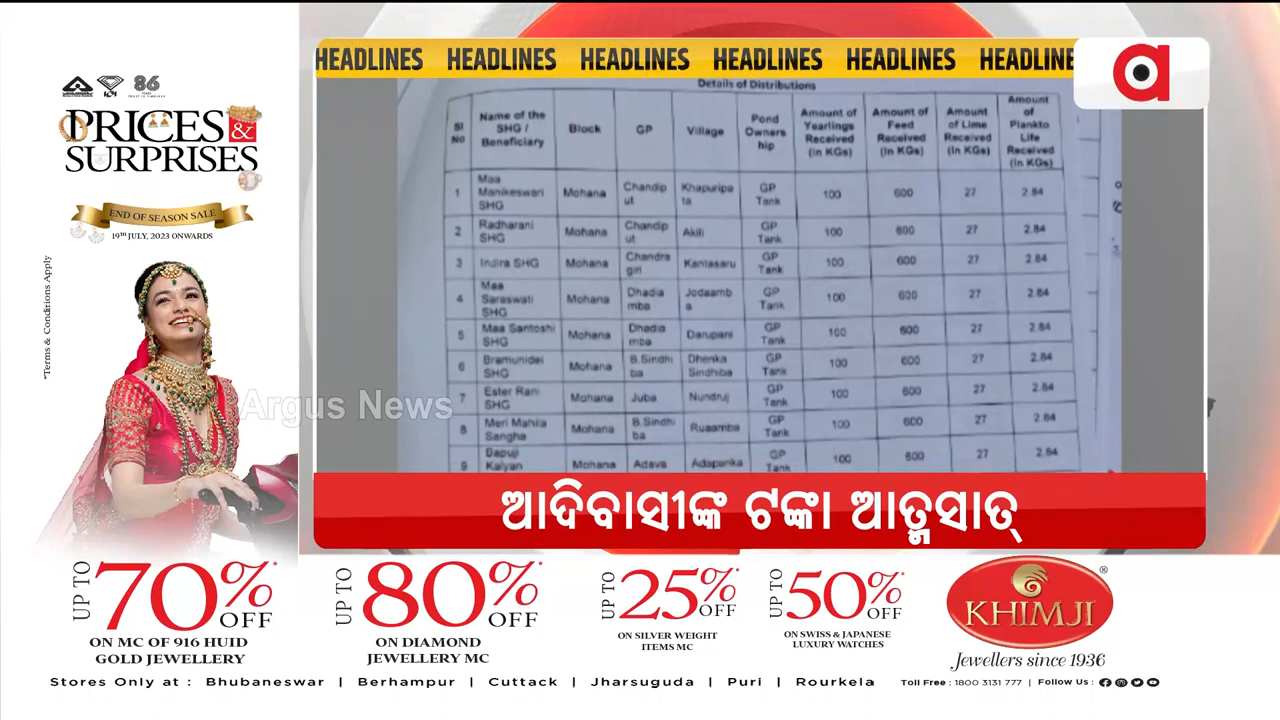 86
PRICES &
SURPRISES
END OF SEASON SALE
19TH JULY, 2023 ONWARDS
*Terms & Conditions Apply
HEADLINES HEADLINES HEADLINES HEADLINES HEADLINES HEADLINE
Details of Distributions
Sl No | Name of the SHG / Beneficiary | Block | GP | Village | Pond Ownership | Amount of Yearlings Received (In KGs) | Amount of Feed Received (In KGs) | Amount of Lime Received (In KGs) | Amount of Plankto Life Received (In KGs)
1 | Maa Manikeswari SHG | Mohana | Chandiput | Khapuripata | GP Tank | 100 | 600 | 27 | 2.84
2 | Radharani SHG | Mohana | Chandiput | Akili | GP Tank | 100 | 600 | 27 | 2.84
3 | Indira SHG | Mohana | Chandragiri | Kantasaru | GP Tank | 100 | 600 | 27 | 2.84
4 | Maa Saraswati SHG | Mohana | Dhadiamba | Jodaamba | GP Tank | 100 | 600 | 27 | 2.84
5 | Maa Santoshi SHG | Mohana | Dhadiamba | Darupani | GP Tank | 100 | 600 | 27 | 2.84
6 | Bramunidei SHG | Mohana | B.Sindhiba | Dhenka Sindhiba | GP Tank | 100 | 600 | 27 | 2.84
7 | Ester Rani SHG | Mohana | Juba | Nundruj | GP Tank | 100 | 600 | 27 | 2.84
8 | Meri Mahila Sangha | Mohana | B.Sindhiba | Ruaamba | GP Tank | 100 | 600 | 27 | 2.84
9 | Bapuji Kalyan | Mohana | Adava | Adapanka | GP Tank | 100 | 600 | 27 | 2.84
Argus News
ଆଦିବାସୀଙ୍କ ଟଙ୍କା ଆତ୍ମସାତ୍
UP TO 70%* OFF
ON MC OF 916 HUID
GOLD JEWELLERY
UP TO 80%* OFF
ON DIAMOND
JEWELLERY MC
UP TO 25%* OFF
ON SILVER WEIGHT
ITEMS MC
UP TO 50%* OFF
ON SWISS & JAPANESE
LUXURY WATCHES
KHIMJI ®
Jewellers since 1936
Stores Only at : Bhubaneswar | Berhampur | Cuttack | Jharsuguda | Puri | Rourkela
Toll Free : 1800 3131 777 | Follow Us :